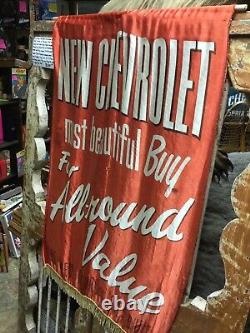 NEW CHEVROLET
most beautiful Buy
For
All-round
Value